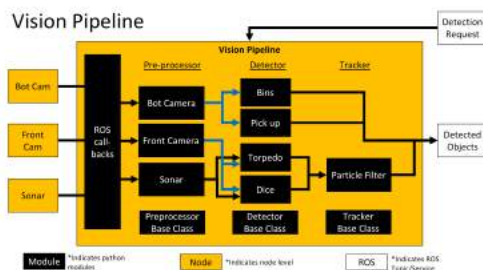 Vision Pipeline
Detection
Request
Vision Pipeline
Pre-processor
Detector
Tracker
Bot Cam
Front
Cam
Sonar
ROS
call-
backs
Bot Camera
Front Camera
Sonar
Bins
Pick up
Torpedo
Dice
Particle Filter
Detected
Objects
Preprocessor
Base Class
Detector
Base Class
Tracker
Base Class
Module
*Indicates python
modules
Node
*Indicates node level
ROS
*Indicates ROS
Topic/Service